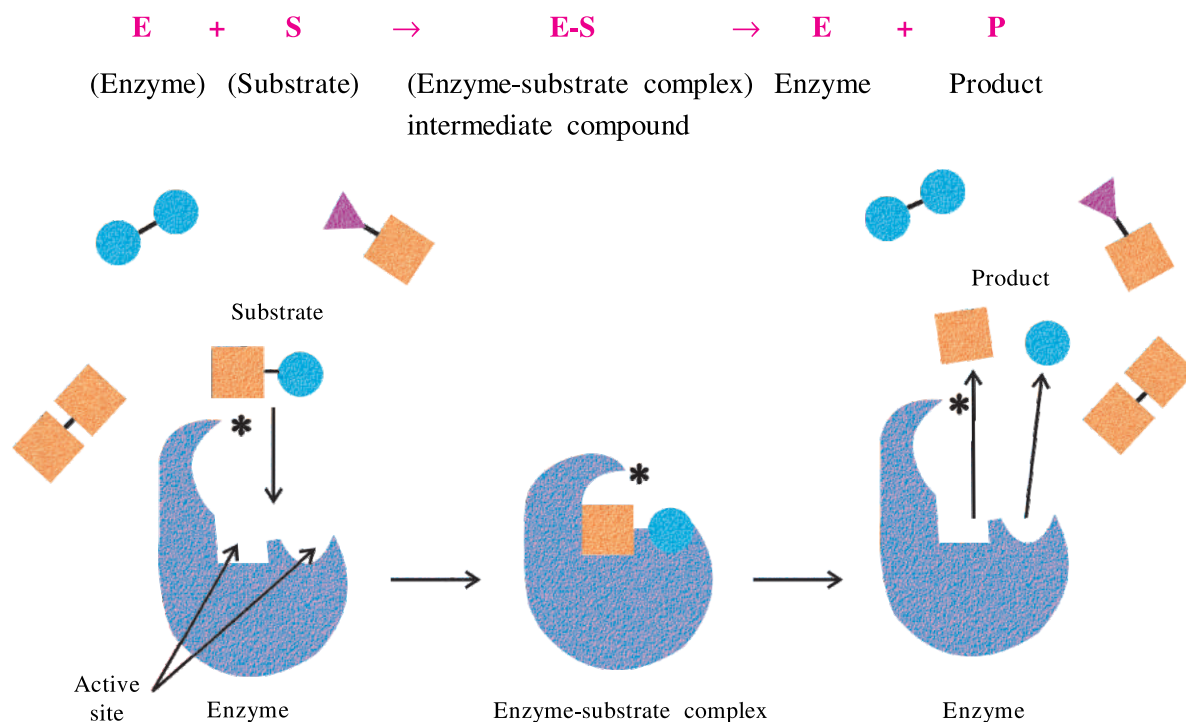 E + S → E-S → E + P
(Enzyme) (Substrate) (Enzyme-substrate complex) Enzyme Product
intermediate compound
Substrate
Product
*
*
*
Active
site
Enzyme
Enzyme-substrate complex
Enzyme